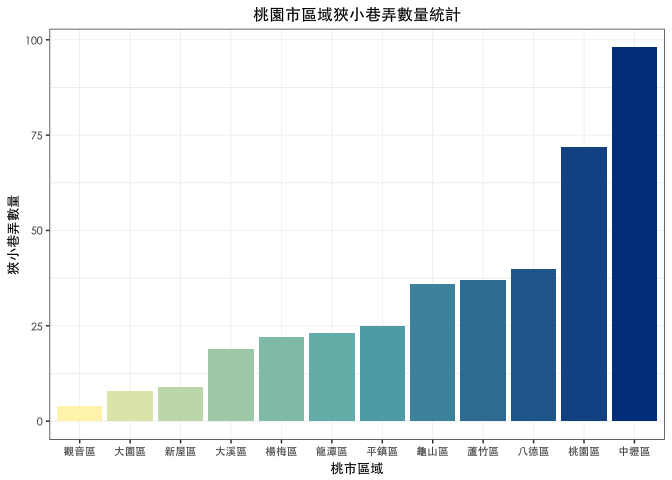 桃園市區域狹小巷弄數量統計
100
75
50
25
0
狹小巷弄數量
觀音區 大園區 新屋區 大溪區 楊梅區 龍潭區 平鎮區 龜山區 蘆竹區 八德區 桃園區 中壢區
桃市區域